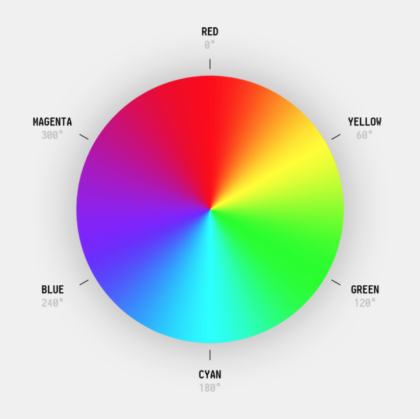 RED
0°
MAGENTA
300°
YELLOW
60°
BLUE
240°
GREEN
120°
CYAN
180°